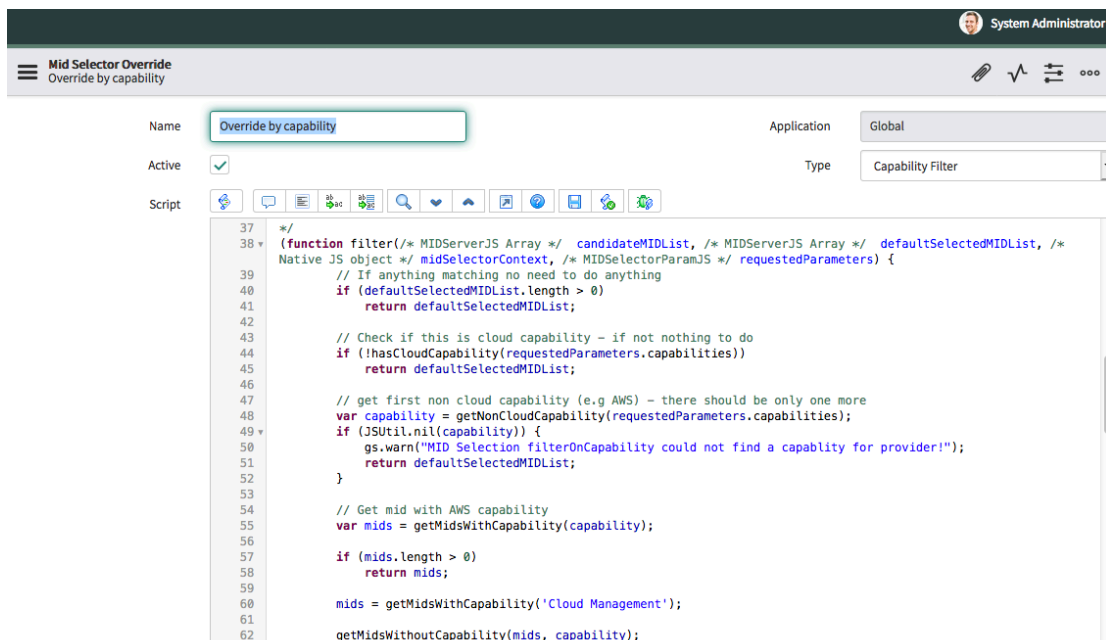 System Administrator
Mid Selector Override
Override by capability
Name
Override by capability
Application
Global
Active
Type
Capability Filter
Script
37 */
38 (function filter(/* MIDServerJS Array */ candidateMIDList, /* MIDServerJS Array */ defaultSelectedMIDList, /*
Native JS object */ midSelectorContext, /* MIDSelectorParamJS */ requestedParameters) {
39 // If anything matching no need to do anything
40 if (defaultSelectedMIDList.length > 0)
41 return defaultSelectedMIDList;
42
43 // Check if this is cloud capability – if not nothing to do
44 if (!hasCloudCapability(requestedParameters.capabilities))
45 return defaultSelectedMIDList;
46
47 // get first non cloud capability (e.g AWS) – there should be only one more
48 var capability = getNonCloudCapability(requestedParameters.capabilities);
49 if (JSUtil.nil(capability)) {
50 gs.warn("MID Selection filterOnCapability could not find a capablity for provider!");
51 return defaultSelectedMIDList;
52 }
53
54 // Get mid with AWS capability
55 var mids = getMidsWithCapability(capability);
56
57 if (mids.length > 0)
58 return mids;
59
60 mids = getMidsWithCapability('Cloud Management');
61
62 getMidsWithoutCapability(mids, capability);